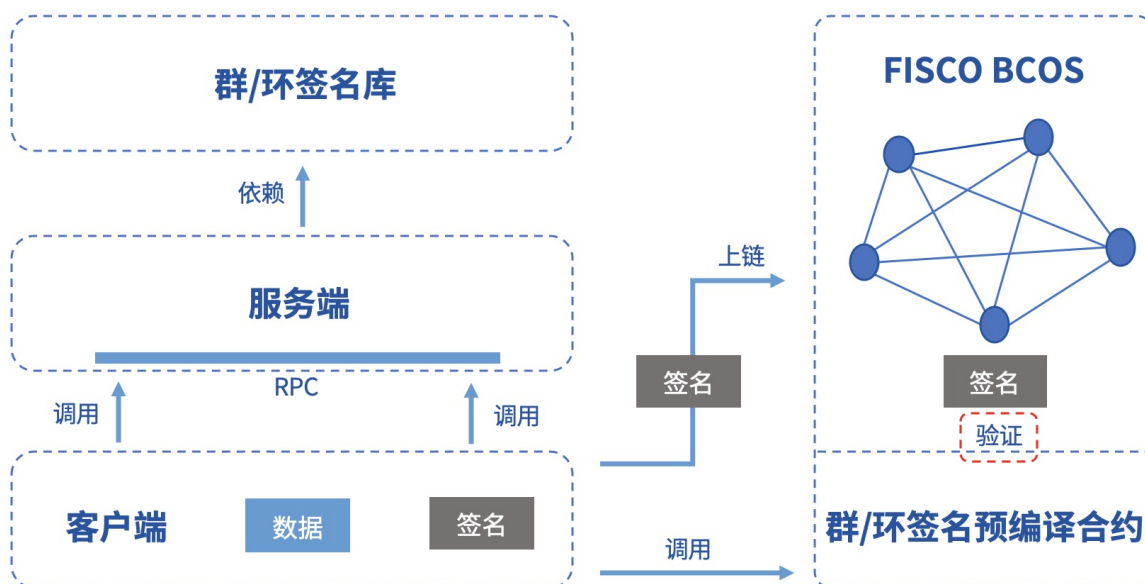 群/环签名库
依赖
服务端
RPC
调用
调用
客户端
数据
签名
上链
签名
调用
FISCO BCOS
签名
验证
群/环签名预编译合约